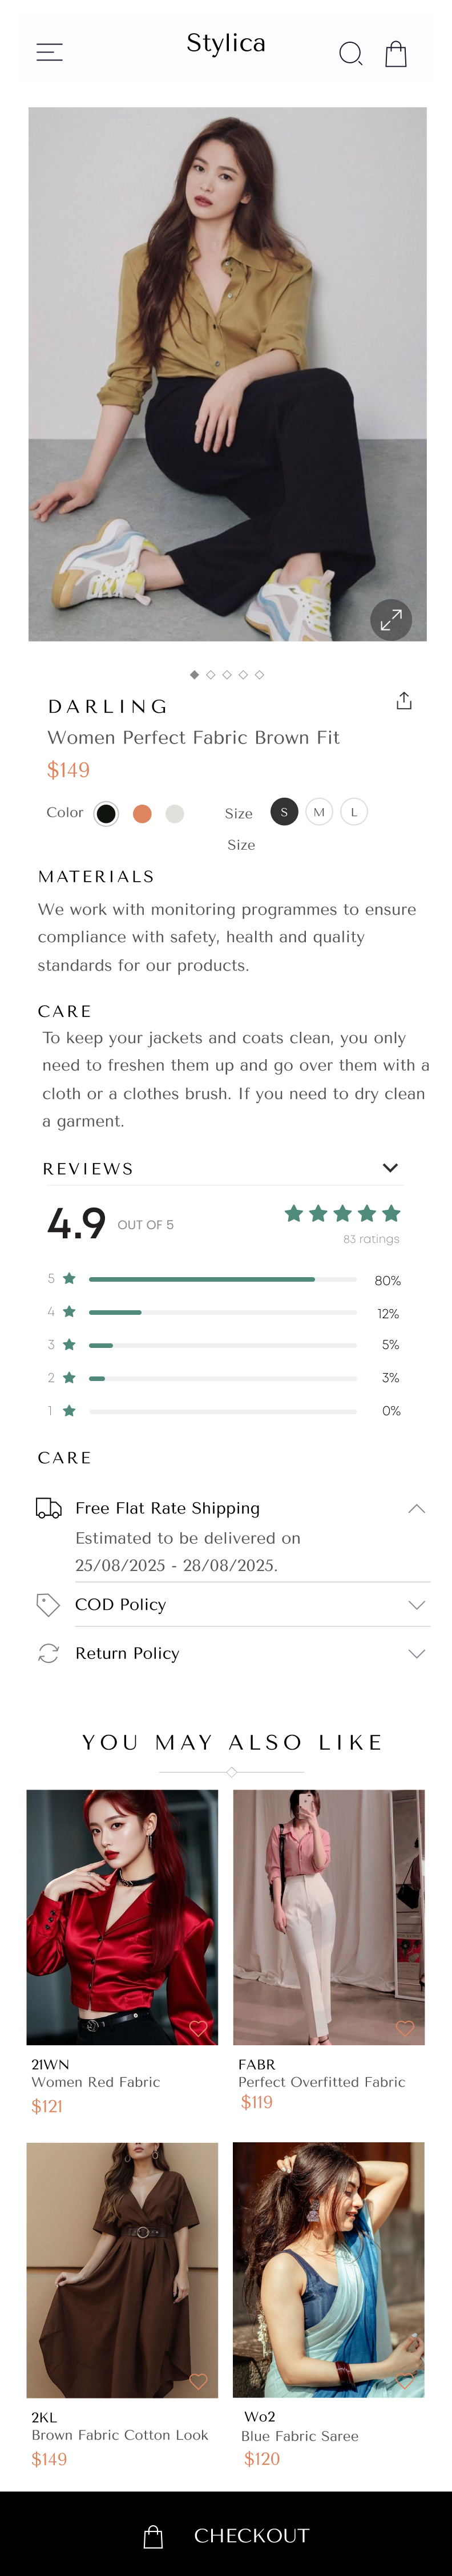 Stylica
DARLING
Women Perfect Fabric Brown Fit
$149
Color
Size S M L
Size
MATERIALS
We work with monitoring programmes to ensure
compliance with safety, health and quality
standards for our products.
CARE
To keep your jackets and coats clean, you only
need to freshen them up and go over them with a
cloth or a clothes brush. If you need to dry clean
a garment.
REVIEWS
4.9 OUT OF 5
83 ratings
5 80%
4 12%
3 5%
2 3%
1 0%
CARE
Free Flat Rate Shipping
Estimated to be delivered on
25/08/2025 - 28/08/2025.
COD Policy
Return Policy
YOU MAY ALSO LIKE
21WN
Women Red Fabric
$121
FABR
Perfect Overfitted Fabric
$119
2KL
Brown Fabric Cotton Look
$149
Wo2
Blue Fabric Saree
$120
CHECKOUT